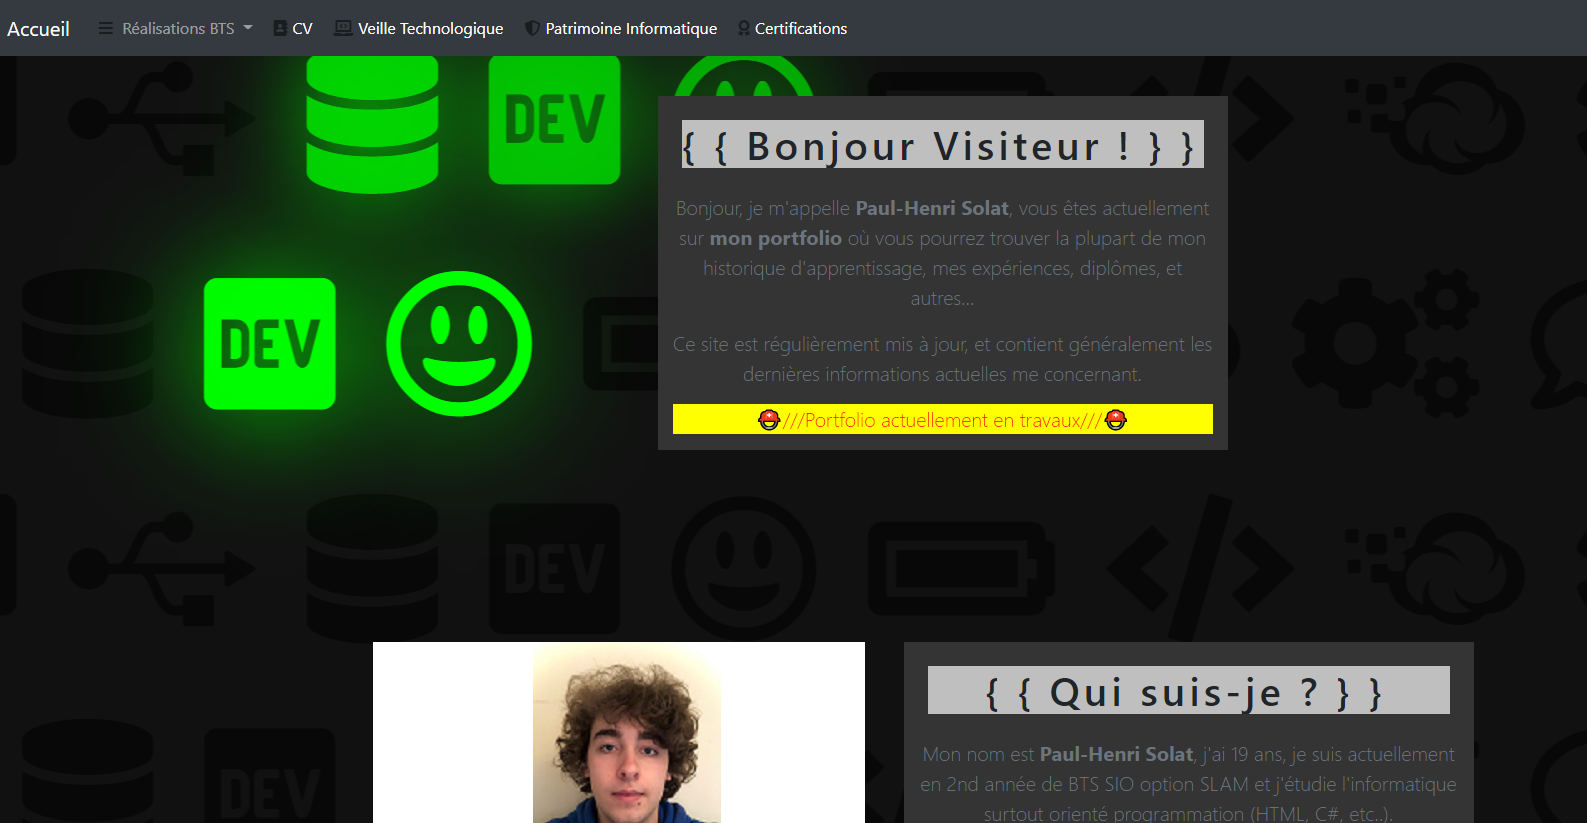 Accueil Réalisations BTS CV Veille Technologique Patrimoine Informatique Certifications
DEV
{ { Bonjour Visiteur ! } }
Bonjour, je m'appelle Paul-Henri Solat, vous êtes actuellement
sur mon portfolio où vous pourrez trouver la plupart de mon
historique d'apprentissage, mes expériences, diplômes, et
autres...
DEV
Ce site est régulièrement mis à jour, et contient généralement les
dernières informations actuelles me concernant.
///Portfolio actuellement en travaux///
DEV
{ { Qui suis-je ? } }
Mon nom est Paul-Henri Solat, j'ai 19 ans, je suis actuellement
en 2nd année de BTS SIO option SLAM et j'étudie l'informatique
surtout orienté programmation (HTML, C#, etc..).
DEV